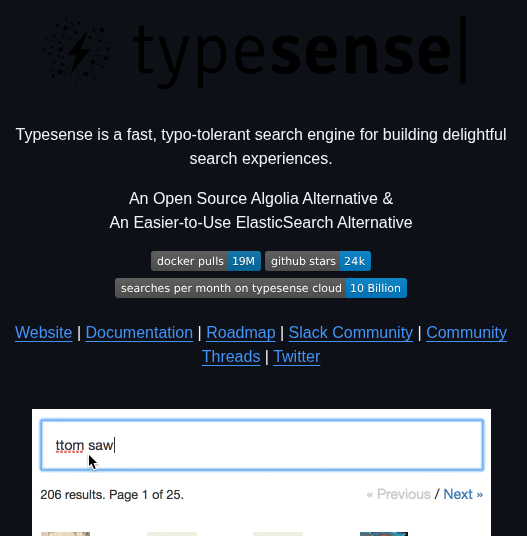 typesense|
Typesense is a fast, typo-tolerant search engine for building delightful
search experiences.
An Open Source Algolia Alternative &
An Easier-to-Use ElasticSearch Alternative
docker pulls 19M github stars 24k
searches per month on typesense cloud 10 Billion
Website | Documentation | Roadmap | Slack Community | Community
Threads | Twitter
ttom saw
206 results. Page 1 of 25. « Previous / Next »